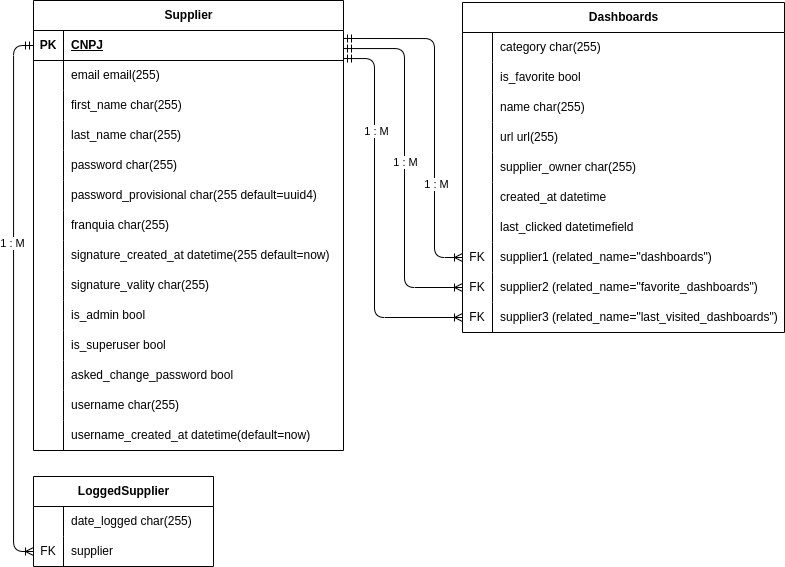 Supplier
PK CNPJ
email email(255)
first_name char(255)
last_name char(255)
password char(255)
password_provisional char(255 default=uuid4)
franquia char(255)
signature_created_at datetime(255 default=now)
signature_vality char(255)
is_admin bool
is_superuser bool
asked_change_password bool
username char(255)
username_created_at datetime(default=now)
1 : M
1 : M
1 : M
1 : M
Dashboards
category char(255)
is_favorite bool
name char(255)
url url(255)
supplier_owner char(255)
created_at datetime
last_clicked datetimefield
FK supplier1 (related_name="dashboards")
FK supplier2 (related_name="favorite_dashboards")
FK supplier3 (related_name="last_visited_dashboards")
LoggedSupplier
date_logged char(255)
FK supplier